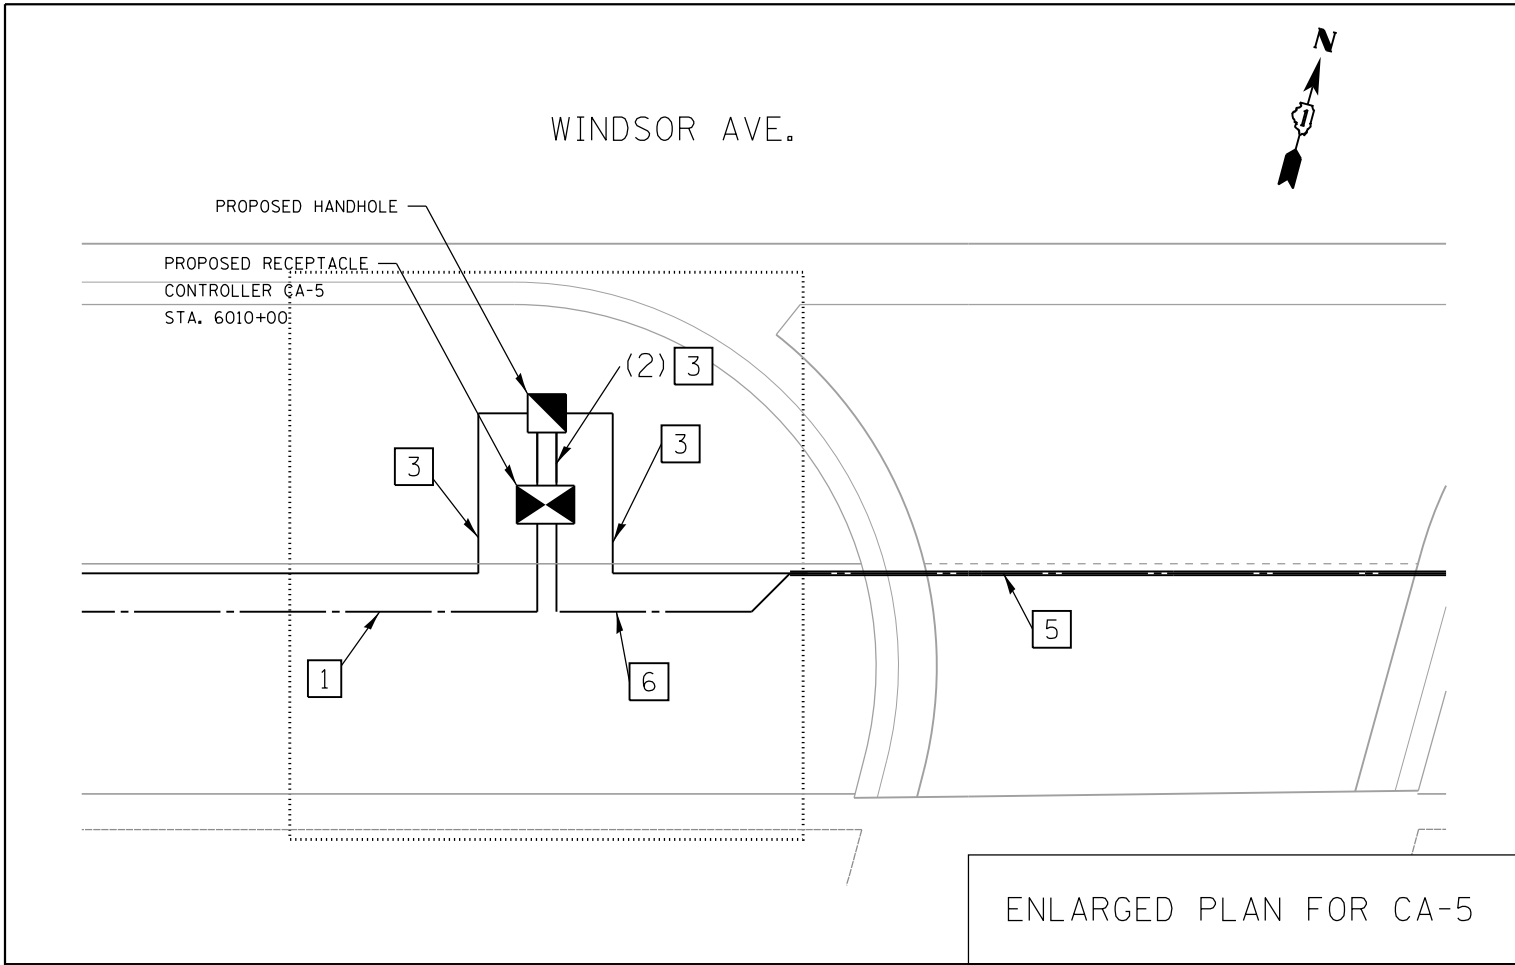 N
1
WINDSOR AVE.
PROPOSED HANDHOLE
PROPOSED RECEPTACLE
CONTROLLER CA-5
STA. 6010+00
(2) 3
3
3
5
1
6
ENLARGED PLAN FOR CA-5